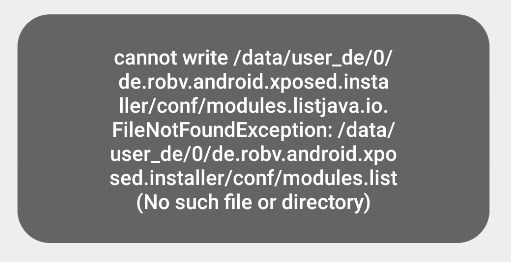 cannot write /data/user_de/0/
de.robv.android.xposed.insta
ller/conf/modules.listjava.io.
FileNotFoundException: /data/
user_de/0/de.robv.android.xpo
sed.installer/conf/modules.list
(No such file or directory)